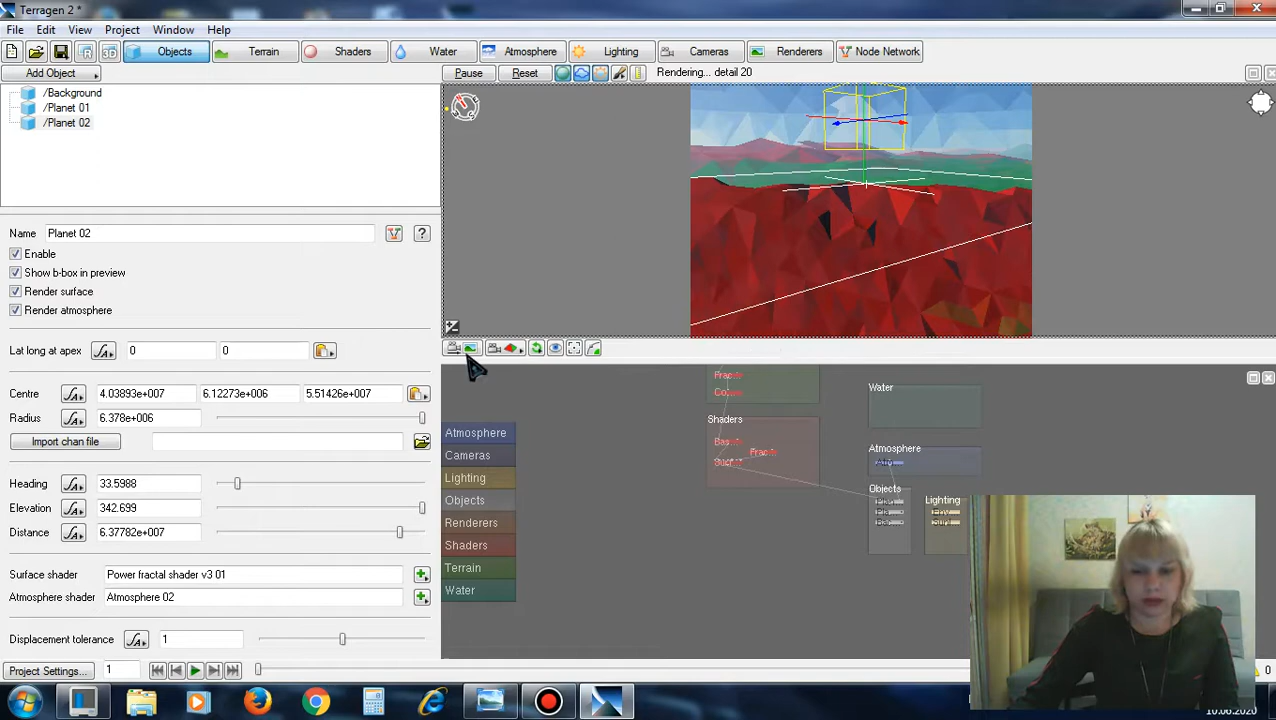 Terragen 2 *
File Edit View Project Window Help
Objects Terrain Shaders Water Atmosphere Lighting Cameras Renderers Node Network
Add Object
Pause Reset Rendering... detail 20
/Background
/Planet 01
/Planet 02
Name Planet 02
Enable
Show b-box in preview
Render surface
Render atmosphere
Lat long at apex 0 0
Centre 4.03893e+007 6.12273e+006 5.51426e+007
Radius 6.378e+006
Import chan file
Heading 33.5988
Elevation 342.699
Distance 6.37782e+007
Surface shader Power fractal shader v3 01
Atmosphere shader Atmosphere 02
Displacement tolerance 1
Project Settings... 1
Atmosphere
Cameras
Lighting
Objects
Renderers
Shaders
Terrain
Water
Shaders
Water
Atmosphere
Objects
Lighting
0
10.06.2020